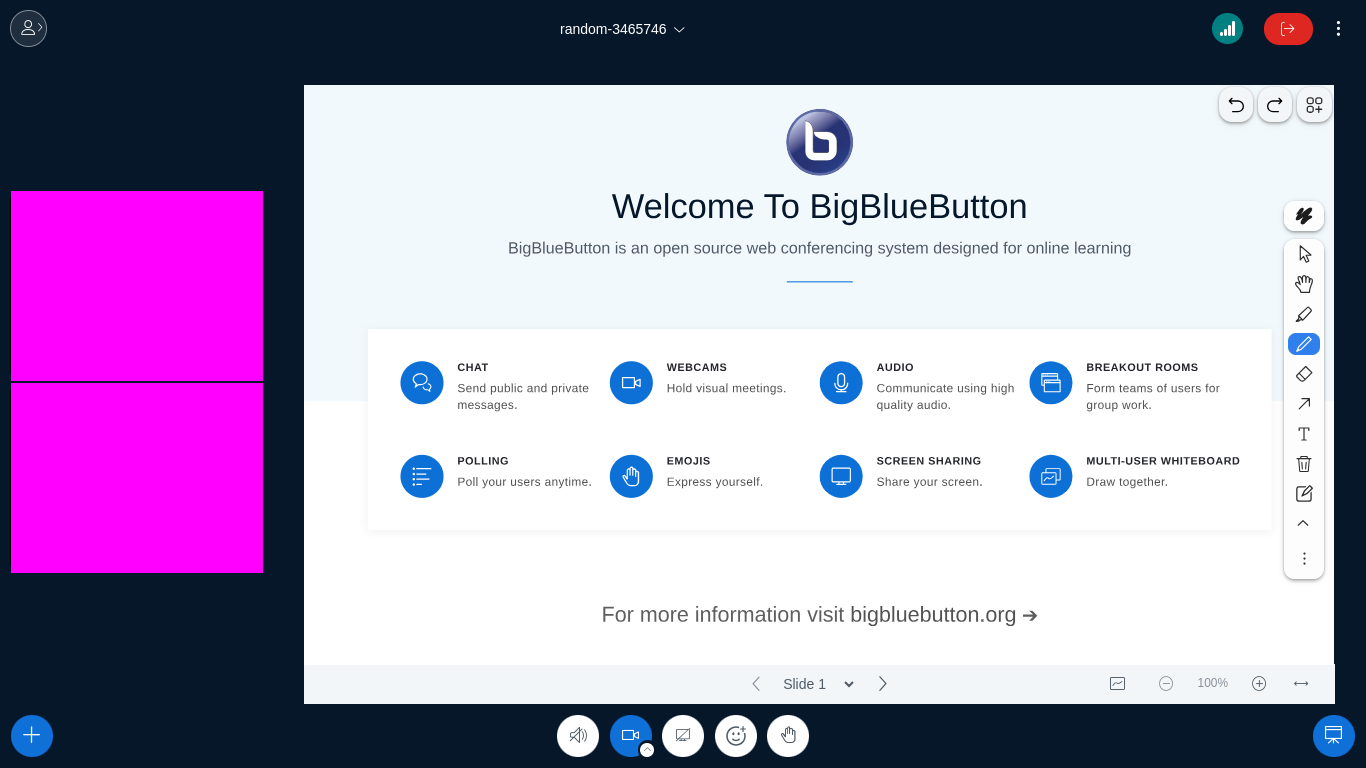 random-3465746
Welcome To BigBlueButton
BigBlueButton is an open source web conferencing system designed for online learning
CHAT
Send public and private
messages.
WEBCAMS
Hold visual meetings.
AUDIO
Communicate using high
quality audio.
BREAKOUT ROOMS
Form teams of users for
group work.
POLLING
Poll your users anytime.
EMOJIS
Express yourself.
SCREEN SHARING
Share your screen.
MULTI-USER WHITEBOARD
Draw together.
For more information visit bigbluebutton.org ➔
Slide 1
100%